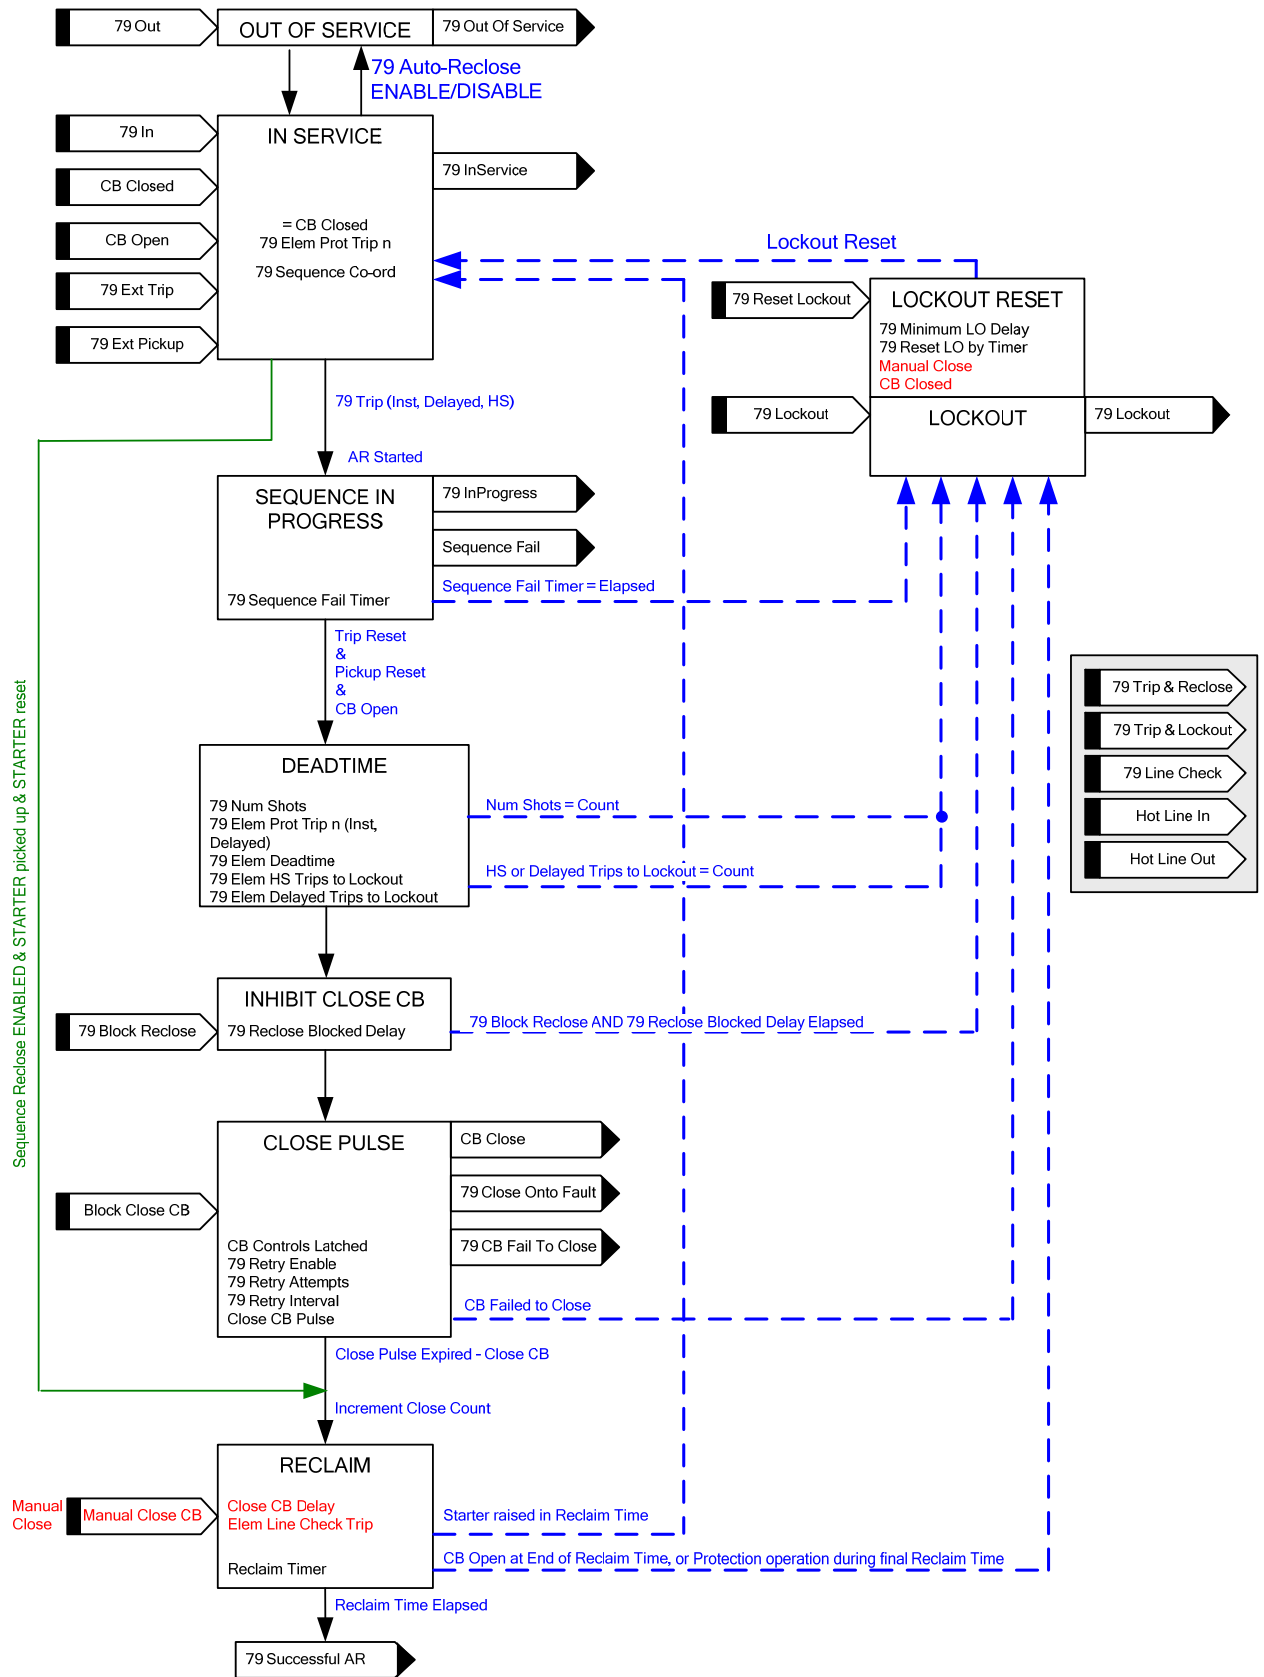 79 Out
OUT OF SERVICE
79 Out Of Service
79 Auto-Reclose
ENABLE/DISABLE
79 In
IN SERVICE
79 InService
CB Closed
= CB Closed
79 Elem Prot Trip n
CB Open
79 Sequence Co-ord
79 Ext Trip
79 Ext Pickup
Lockout Reset
79 Reset Lockout
LOCKOUT RESET
79 Minimum LO Delay
79 Reset LO by Timer
Manual Close
CB Closed
79 Lockout
LOCKOUT
79 Lockout
79 Trip (Inst, Delayed, HS)
AR Started
SEQUENCE IN
PROGRESS
79 InProgress
Sequence Fail
79 Sequence Fail Timer
Sequence Fail Timer = Elapsed
Trip Reset
&
Pickup Reset
&
CB Open
Sequence Reclose ENABLED & STARTER picked up & STARTER reset
79 Trip & Reclose
79 Trip & Lockout
79 Line Check
Hot Line In
Hot Line Out
DEADTIME
79 Num Shots
79 Elem Prot Trip n (Inst,
Delayed)
79 Elem Deadtime
79 Elem HS Trips to Lockout
79 Elem Delayed Trips to Lockout
Num Shots = Count
HS or Delayed Trips to Lockout = Count
INHIBIT CLOSE CB
79 Block Reclose
79 Reclose Blocked Delay
79 Block Reclose AND 79 Reclose Blocked Delay Elapsed
CLOSE PULSE
CB Close
79 Close Onto Fault
79 CB Fail To Close
Block Close CB
CB Controls Latched
79 Retry Enable
79 Retry Attempts
79 Retry Interval
Close CB Pulse
CB Failed to Close
Close Pulse Expired - Close CB
Increment Close Count
RECLAIM
Manual
Close
Manual Close CB
Close CB Delay
Elem Line Check Trip
Reclaim Timer
Starter raised in Reclaim Time
CB Open at End of Reclaim Time, or Protection operation during final Reclaim Time
Reclaim Time Elapsed
79 Successful AR